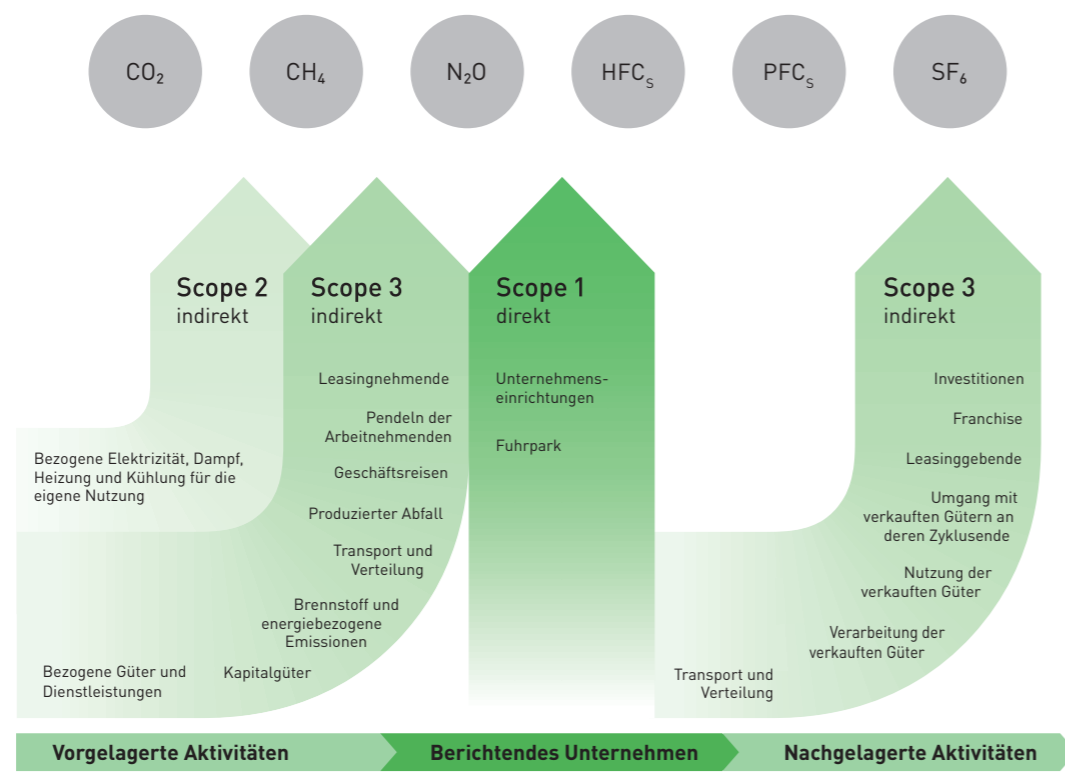 CO₂
CH₄
N₂O
HFCₛ
PFCₛ
SF₆
Scope 2
indirekt
Bezogene Elektrizität, Dampf,
Heizung und Kühlung für die
eigene Nutzung
Scope 3
indirekt
Leasingnehmende
Pendeln der
Arbeitnehmenden
Geschäftsreisen
Produzierter Abfall
Transport und
Verteilung
Brennstoff und
energiebezogene
Emissionen
Kapitalgüter
Bezogene Güter und
Dienstleistungen
Scope 1
direkt
Unternehmens-
einrichtungen
Fuhrpark
Scope 3
indirekt
Investitionen
Franchise
Leasinggebende
Umgang mit
verkauften Gütern an
deren Zyklusende
Nutzung der
verkauften Güter
Verarbeitung der
verkauften Güter
Transport und
Verteilung
Vorgelagerte Aktivitäten
Berichtendes Unternehmen
Nachgelagerte Aktivitäten